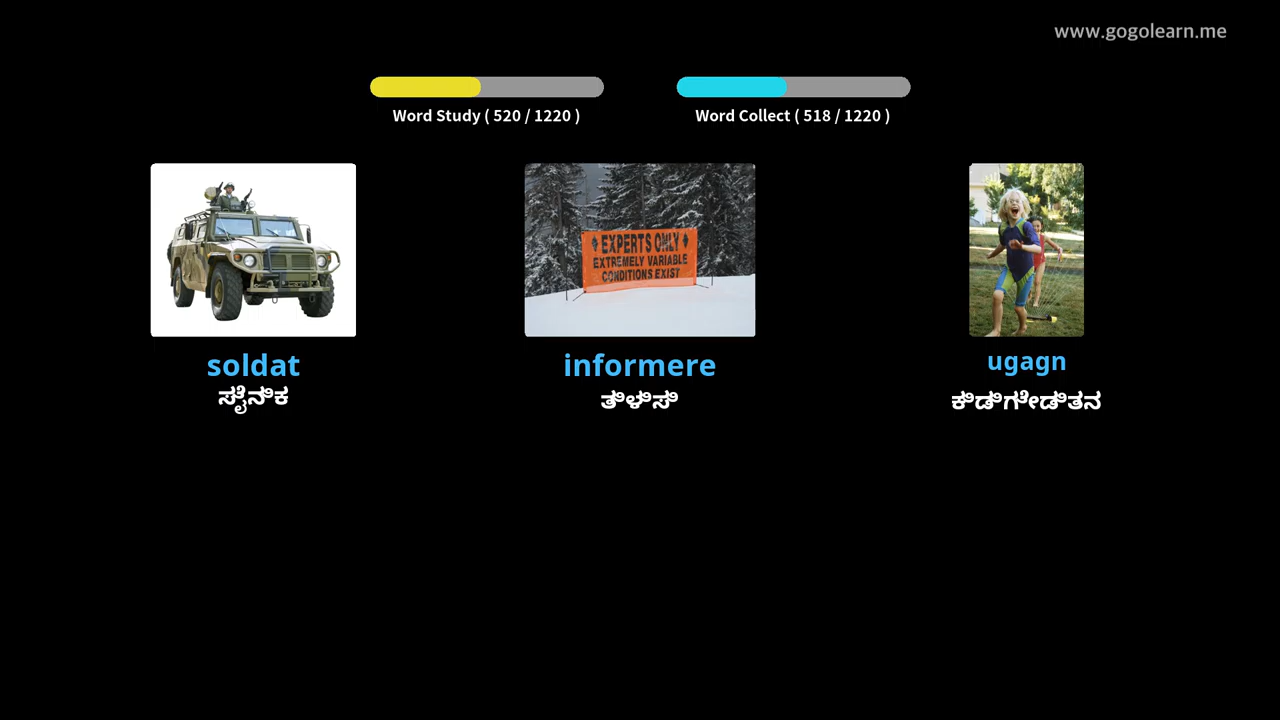 www.gogolearn.me
Word Study ( 520 / 1220 )
Word Collect ( 518 / 1220 )
EXPERTS ONLY
EXTREMELY VARIABLE
CONDITIONS EXIST
soldat
informere
ugagn
ಸೈನಿಕ
ತಿಳಿಸಿ
ಕಿಡಿಗೇಡಿತನ